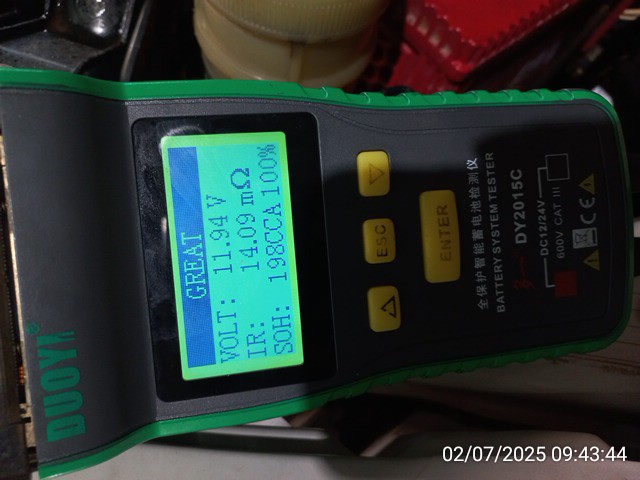 DUOYI®
GREAT
VOLT: 11.94 V
IR: 14.09 mΩ
SOH: 198CCA 100%
ESC
ENTER
全保护智能蓄电池检测仪
BATTERY SYSTEM TESTER
DY2015C
DC12/24V
600V CAT III
CE
02/07/2025 09:43:44